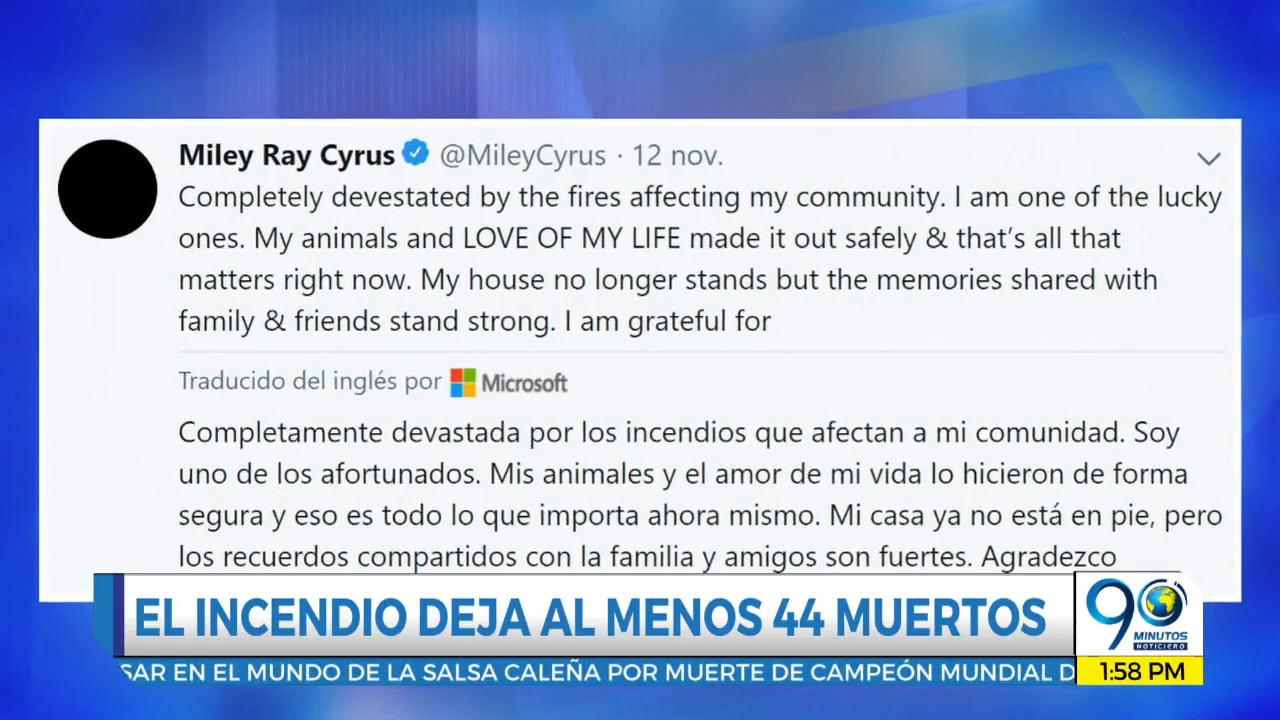 Miley Ray Cyrus @MileyCyrus · 12 nov.
Completely devestated by the fires affecting my community. I am one of the lucky
ones. My animals and LOVE OF MY LIFE made it out safely & that's all that
matters right now. My house no longer stands but the memories shared with
family & friends stand strong. I am grateful for
Traducido del inglés por Microsoft
Completamente devastada por los incendios que afectan a mi comunidad. Soy
uno de los afortunados. Mis animales y el amor de mi vida lo hicieron de forma
segura y eso es todo lo que importa ahora mismo. Mi casa ya no está en pie, pero
los recuerdos compartidos con la familia y amigos son fuertes. Agradezco
EL INCENDIO DEJA AL MENOS 44 MUERTOS
90
MINUTOS
NOTICIERO
SAR EN EL MUNDO DE LA SALSA CALEÑA POR MUERTE DE CAMPEÓN MUNDIAL D
1:58 PM